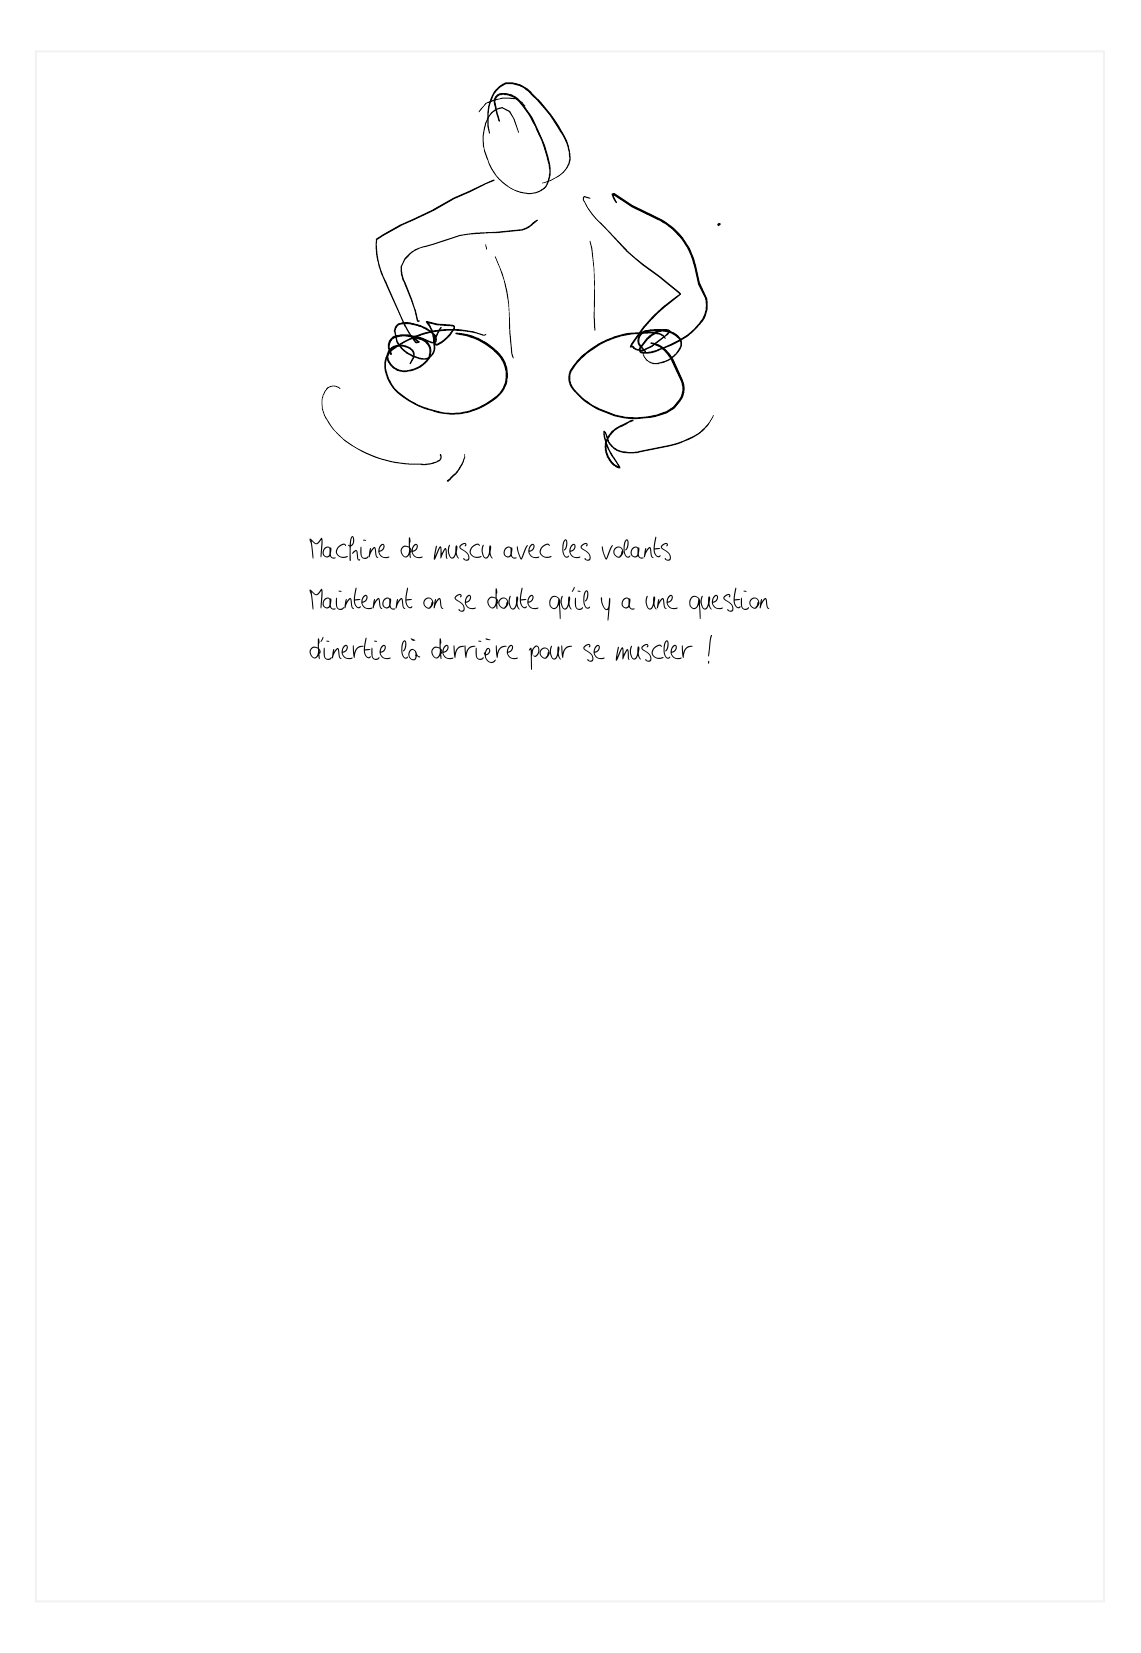 Machine de muscu avec les volants
Maintenant on se doute qu'il y a une question
d'inertie là derrière pour se muscler !